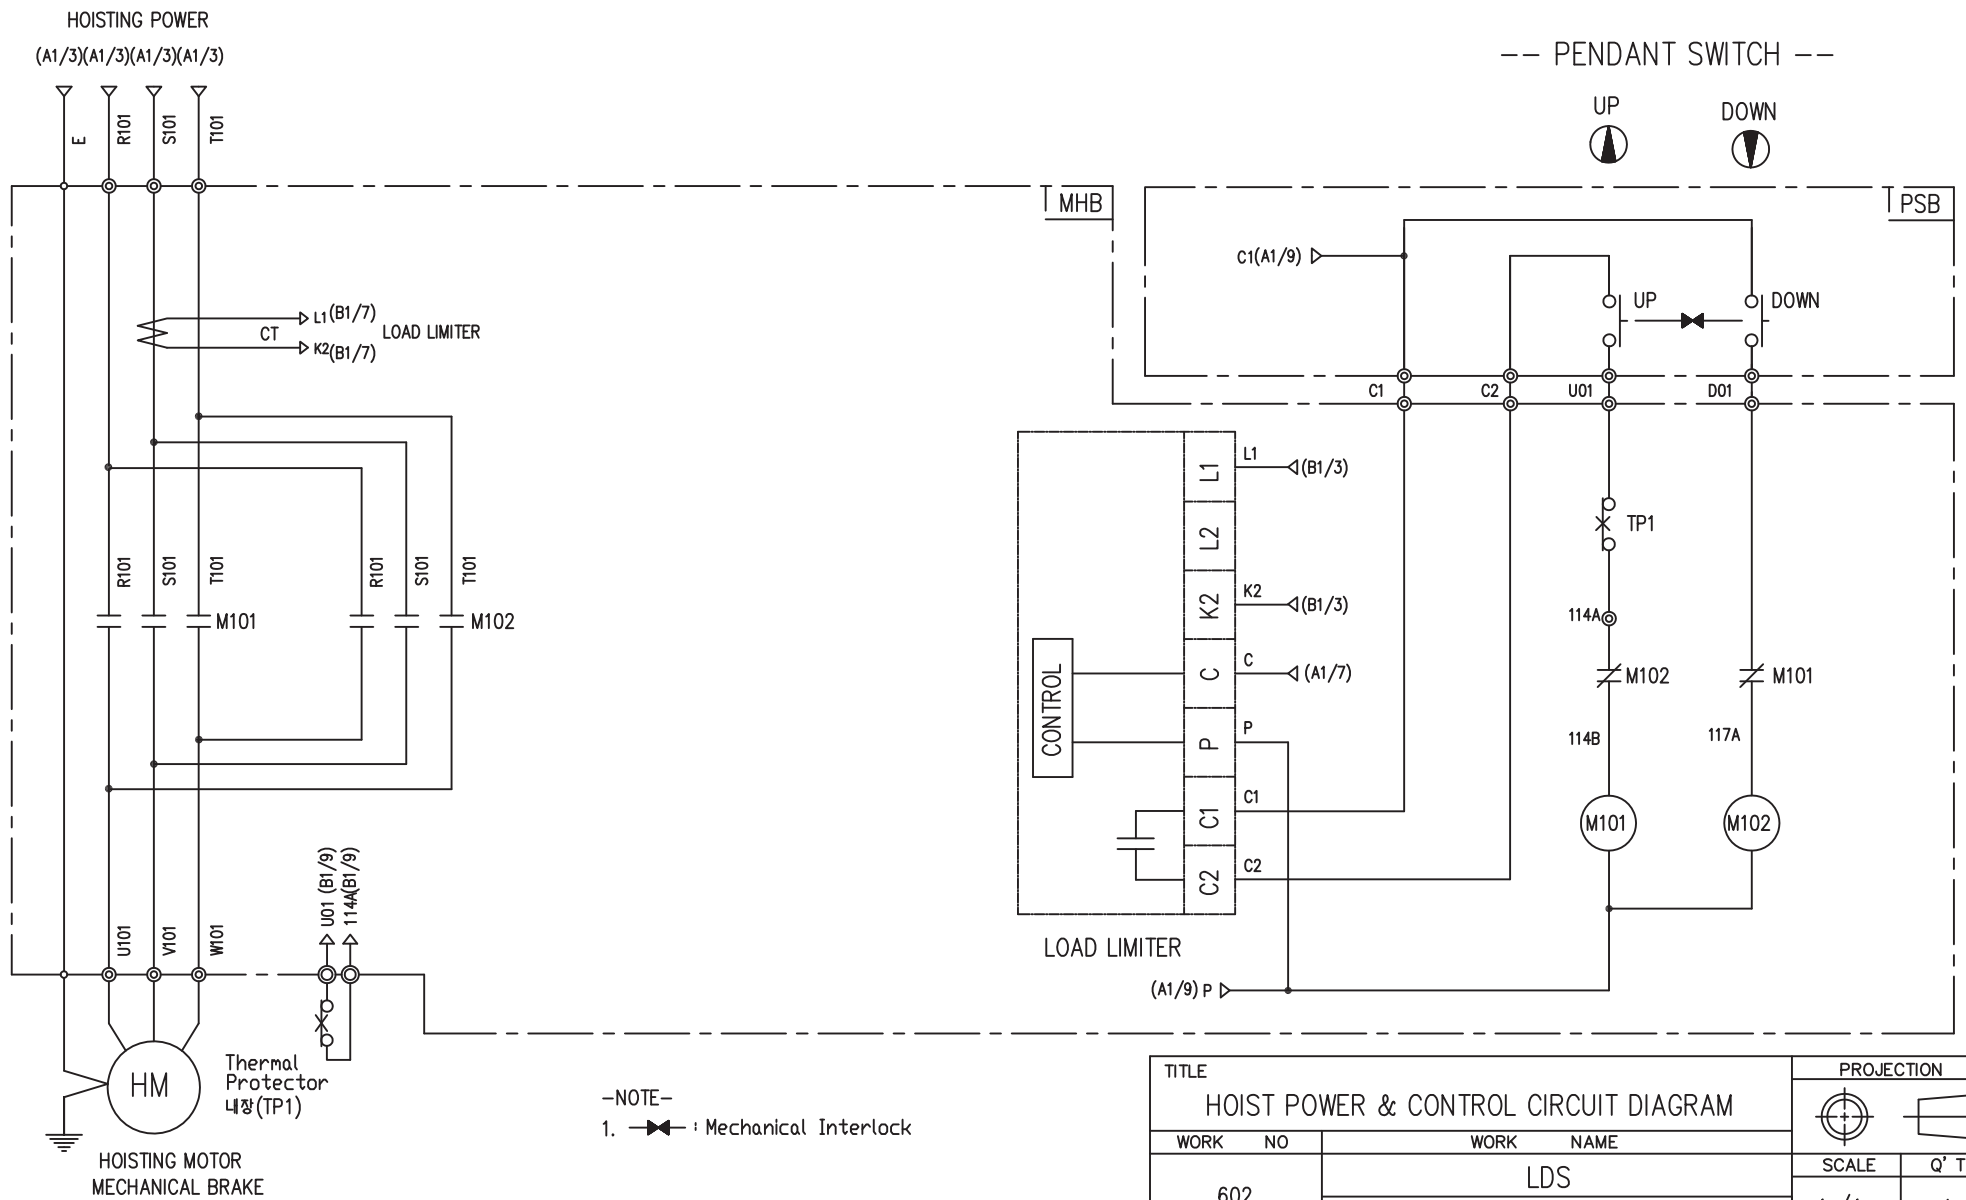 HOISTING POWER
(A1/3)(A1/3)(A1/3)(A1/3)
E
R101
S101
T101
-- PENDANT SWITCH --
UP
DOWN
MHB
PSB
C1(A1/9)
UP
DOWN
L1(B1/7)
CT
LOAD LIMITER
K2(B1/7)
C1
C2
U01
D01
L1
L1
(B1/3)
L2
TP1
R101
S101
T101
R101
S101
T101
M101
M102
K2
K2
(B1/3)
114A
C
C
(A1/7)
M102
M101
CONTROL
P
P
114B
117A
C1
C1
M101
M102
C2
C2
U01 (B1/9)
114A(B1/9)
U101
V101
W101
LOAD LIMITER
(A1/9) P
HM
Thermal
Protector
내장(TP1)
HOISTING MOTOR
MECHANICAL BRAKE
-NOTE-
1. : Mechanical Interlock
TITLE
HOIST POWER & CONTROL CIRCUIT DIAGRAM
PROJECTION
WORK NO
WORK NAME
LDS
602
SCALE
Q' T